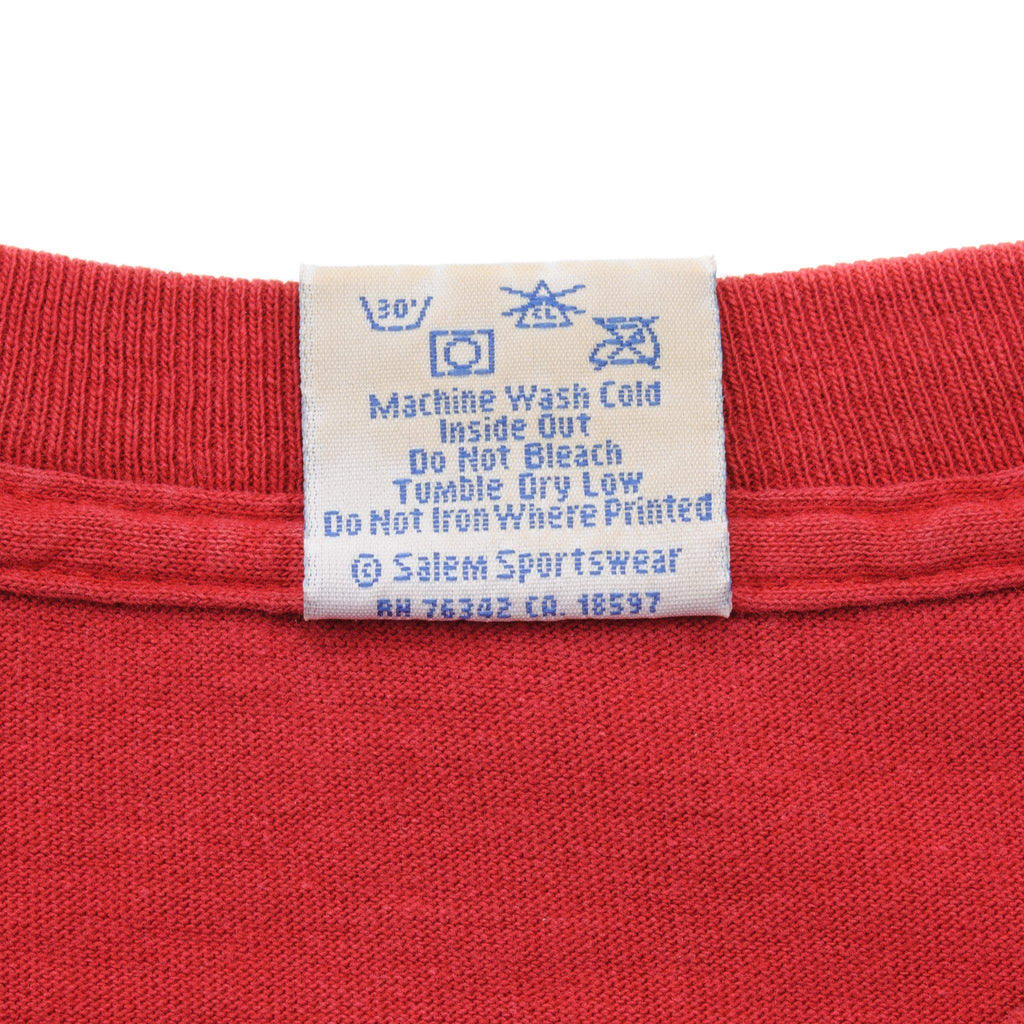 30°
CL
Machine Wash Cold
Inside Out
Do Not Bleach
Tumble Dry Low
Do Not Iron Where Printed
© Salem Sportswear
RN 76342 CA. 18597